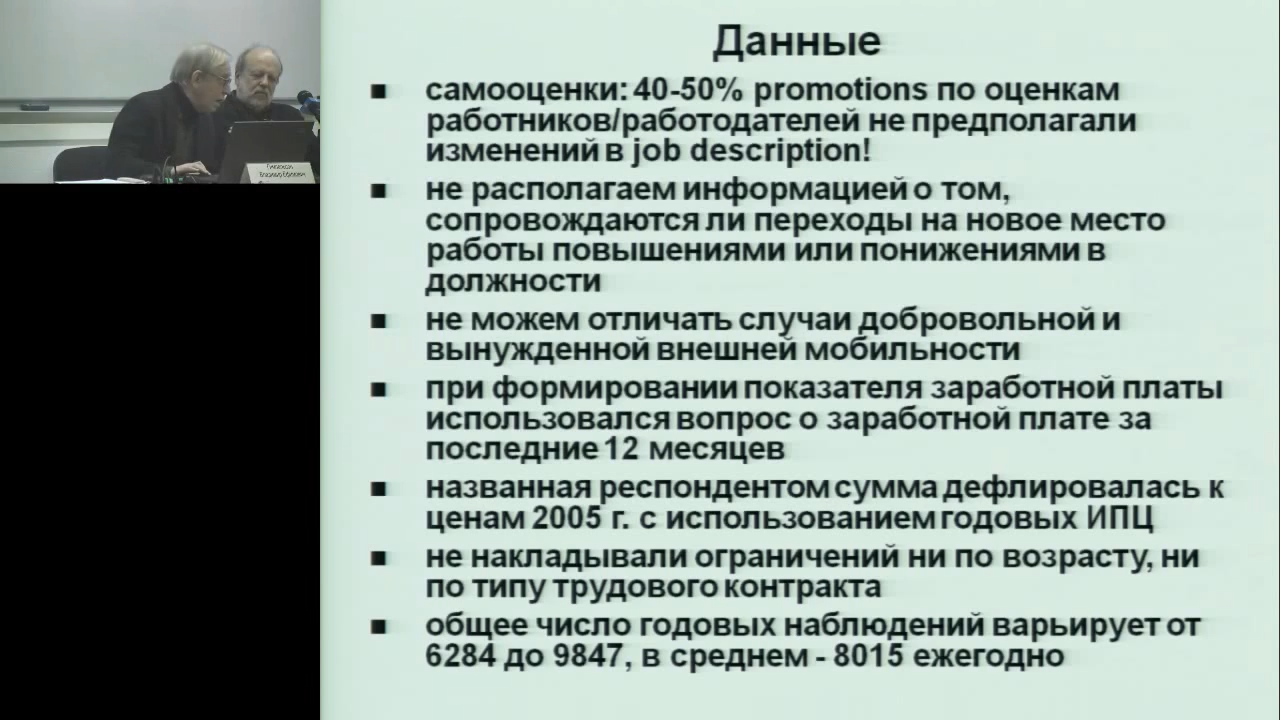 Данные
самооценки: 40-50% promotions по оценкам
работников/работодателей не предполагали
изменений в job description!
не располагаем информацией о том,
сопровождаются ли переходы на новое место
работы повышениями или понижениями в
должности
не можем отличать случаи добровольной и
вынужденной внешней мобильности
при формировании показателя заработной платы
использовался вопрос о заработной плате за
последние 12 месяцев
названная респондентом сумма дефлировалась к
ценам 2005 г. с использованием годовых ИПЦ
не накладывали ограничений ни по возрасту, ни
по типу трудового контракта
общее число годовых наблюдений варьирует от
6284 до 9847, в среднем - 8015 ежегодно
Гимпельсон
Владимир Ефимович